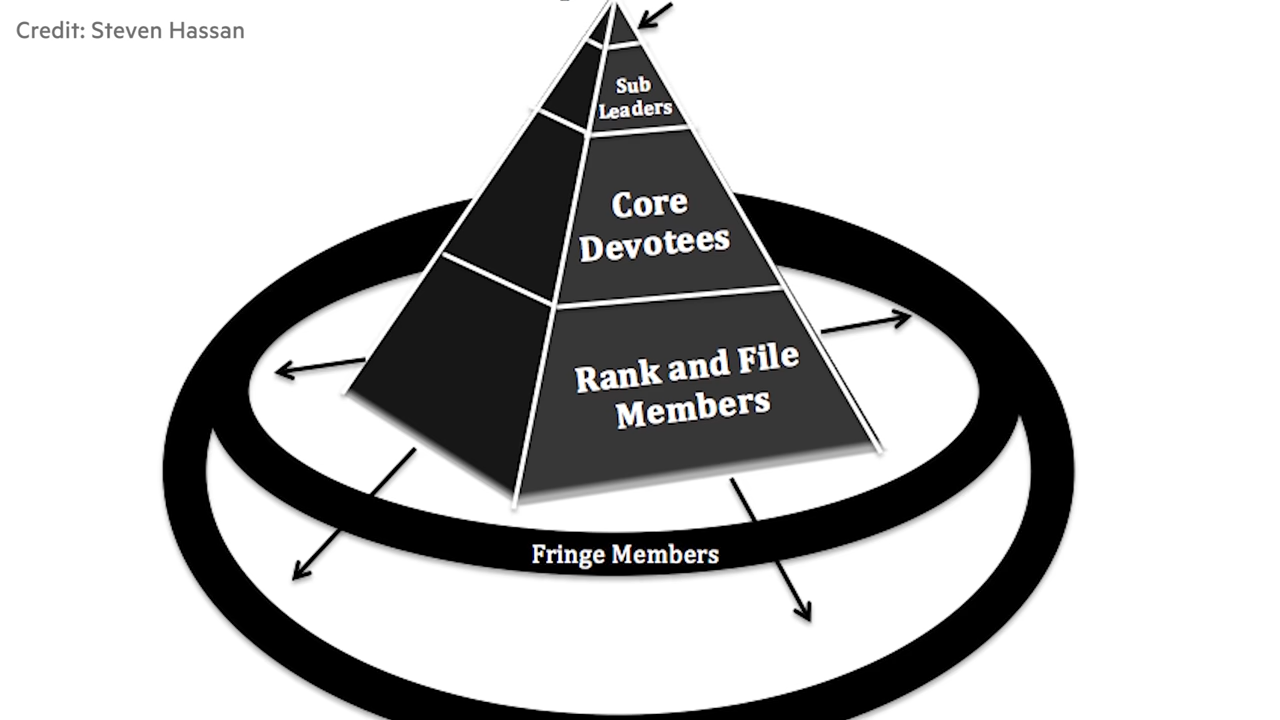 Credit: Steven Hassan
Sub
Leaders
Core
Devotees
Rank and File
Members
Fringe Members